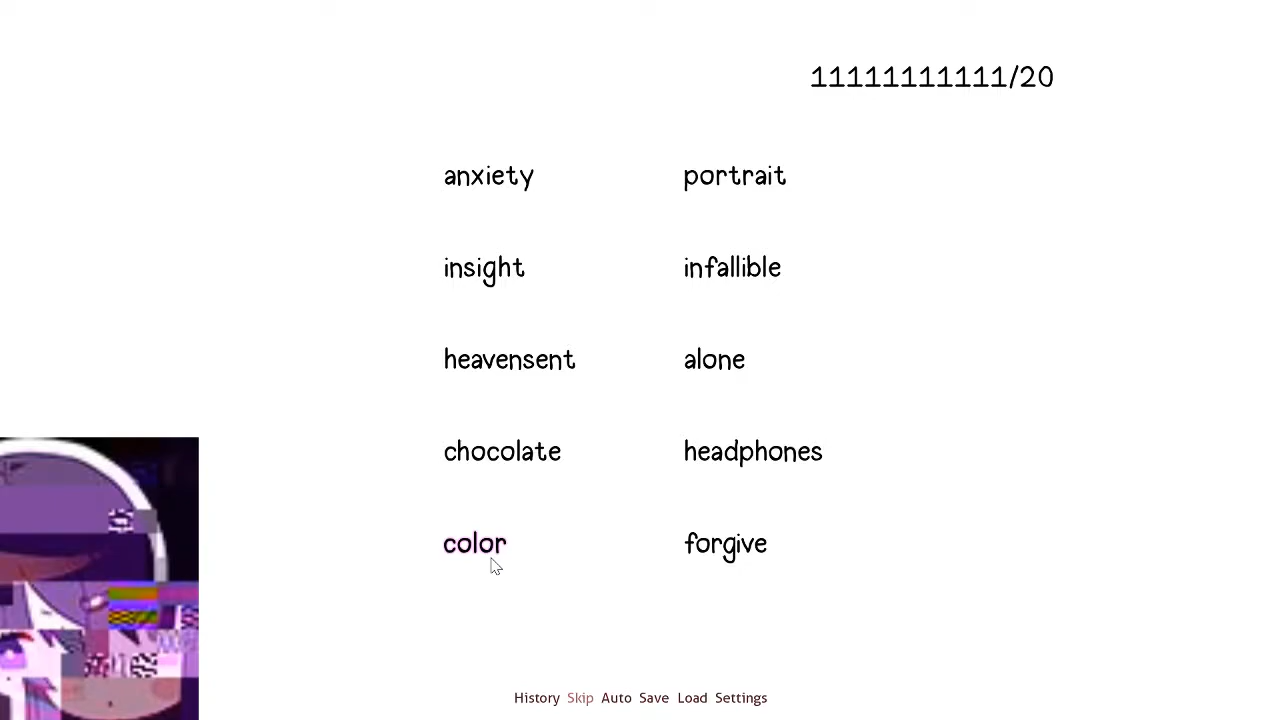 11111111111/20
anxiety portrait
insight infallible
heavensent alone
chocolate headphones
color forgive
History Skip Auto Save Load Settings